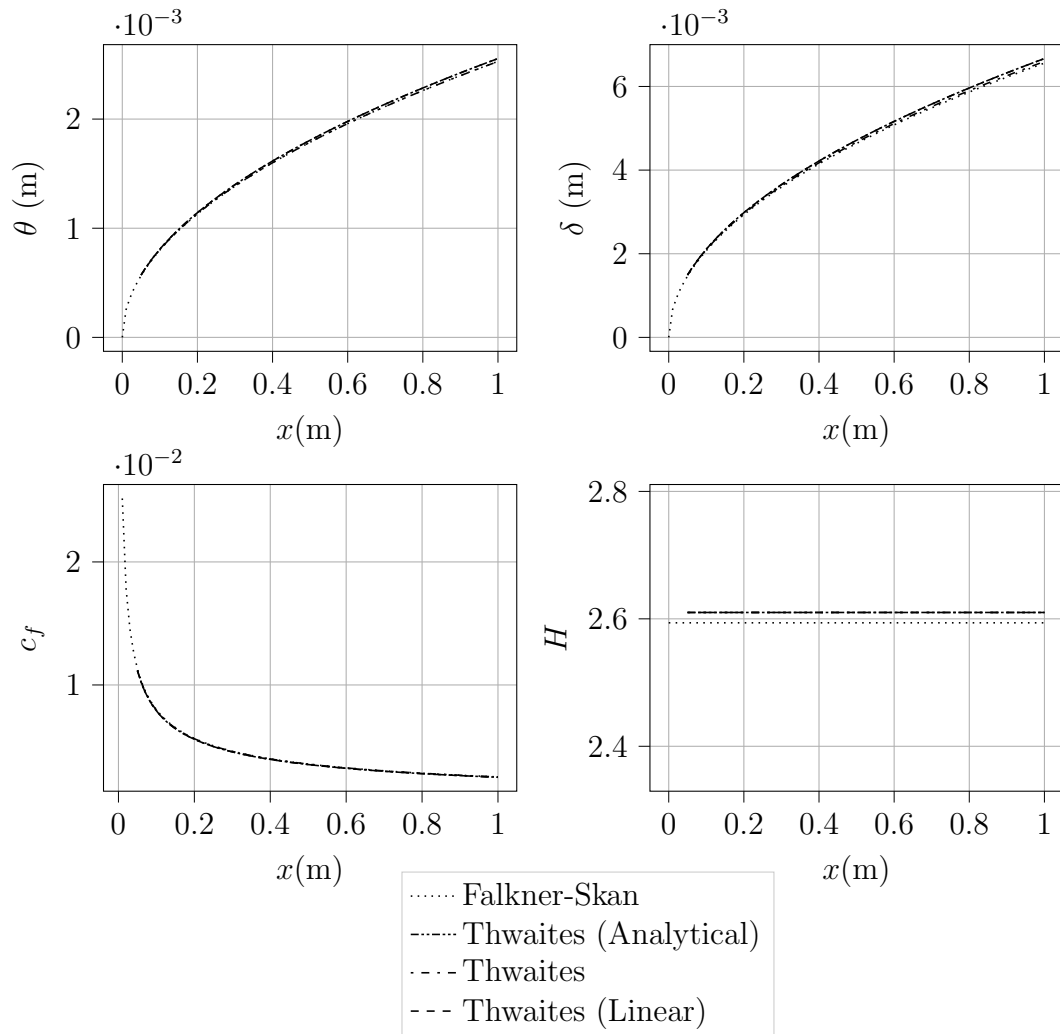 ·10⁻³
2
1
0
θ (m)
0 0.2 0.4 0.6 0.8 1
x(m)
·10⁻³
6
4
2
0
δ (m)
0 0.2 0.4 0.6 0.8 1
x(m)
·10⁻²
2
1
c_f
0 0.2 0.4 0.6 0.8 1
x(m)
2.8
2.6
2.4
H
0 0.2 0.4 0.6 0.8 1
x(m)
Falkner-Skan
Thwaites (Analytical)
Thwaites
Thwaites (Linear)